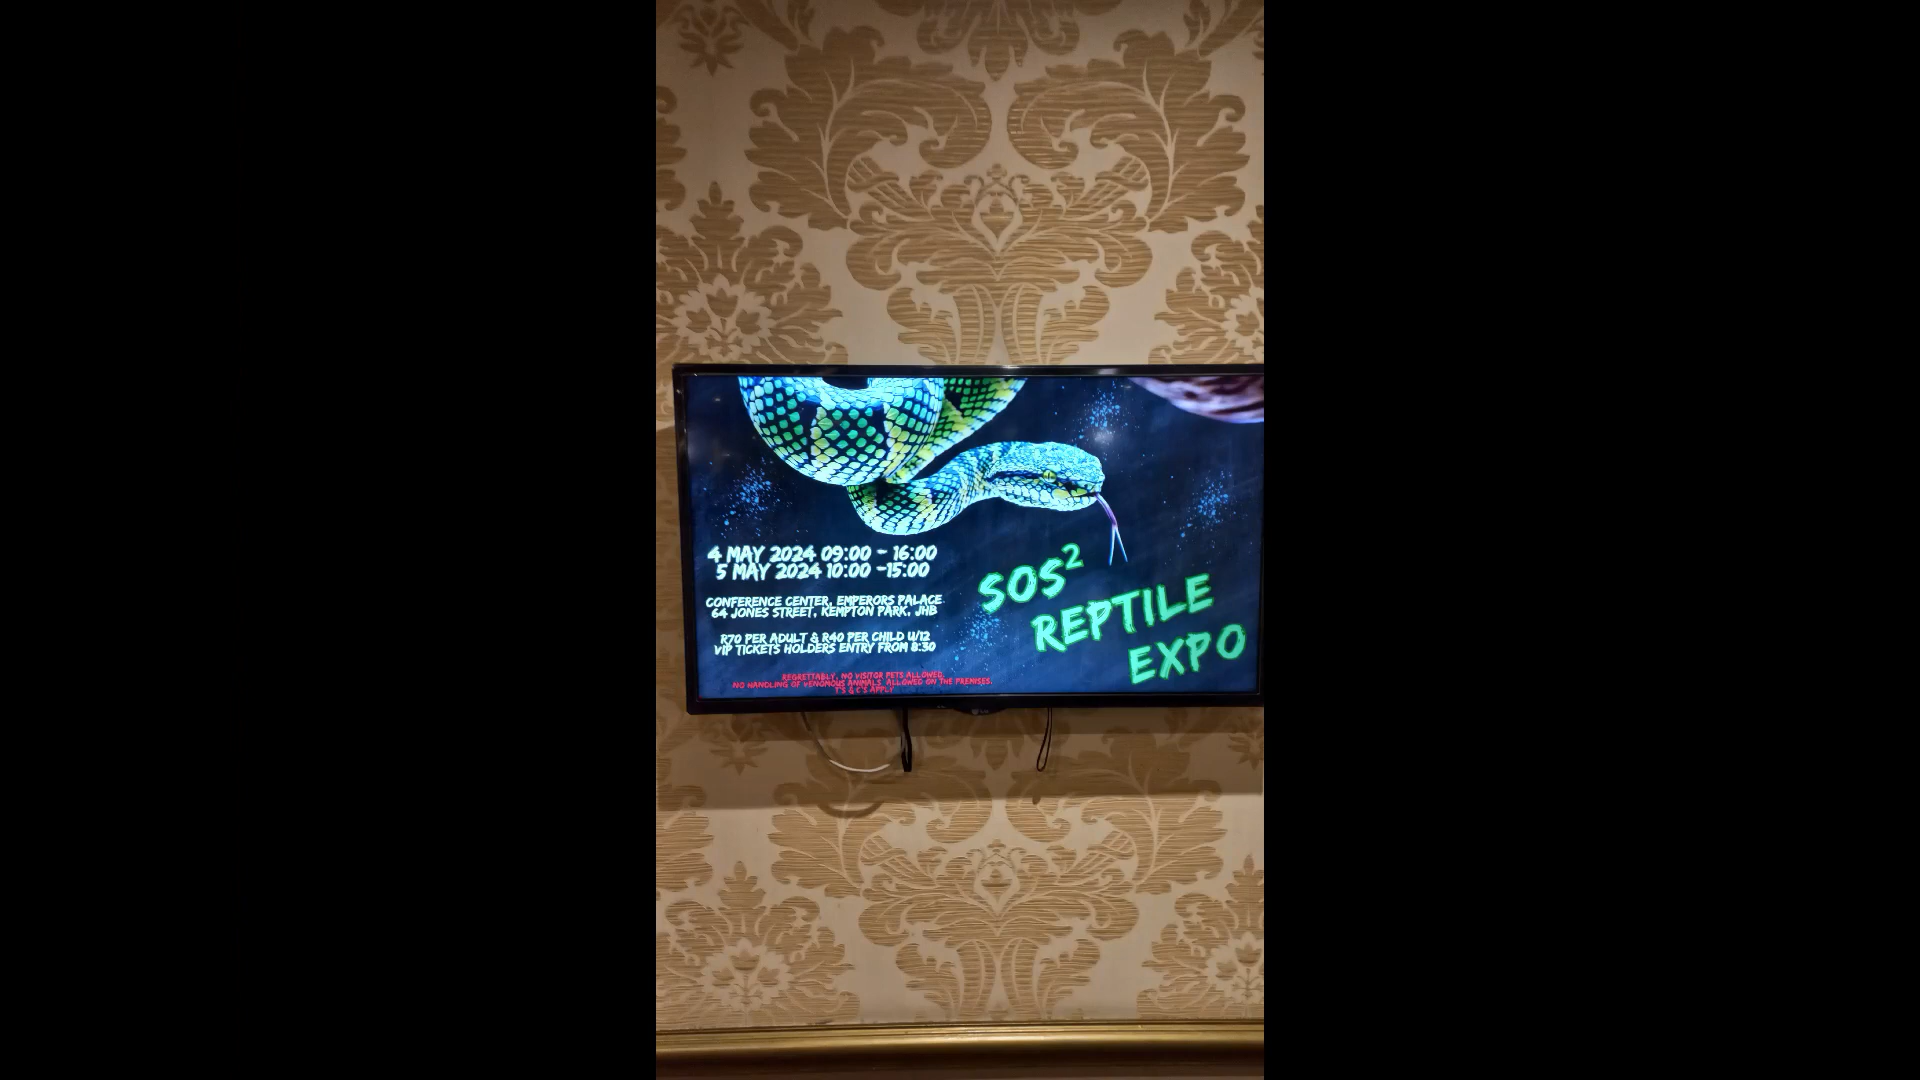 4 MAY 2024 09:00 - 16:00
5 MAY 2024 10:00 -15:00
CONFERENCE CENTER, EMPERORS PALACE
64 JONES STREET, KEMPTON PARK, JHB
R70 PER ADULT & R40 PER CHILD U/12
VIP TICKETS HOLDERS ENTRY FROM 8:30
REGRETTABLY, NO VISITOR PETS ALLOWED.
NO HANDLING OF VENOMOUS ANIMALS ALLOWED ON THE PREMISES.
T'S & C'S APPLY
SOS²
REPTILE
EXPO
LG